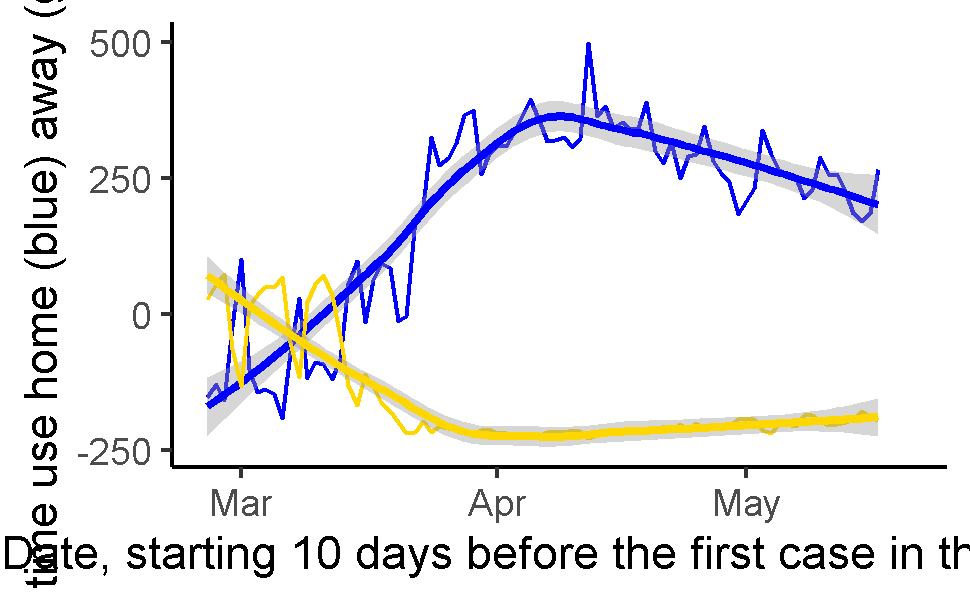 time use home (blue) away (
500
250
0
-250
Mar Apr May
Date, starting 10 days before the first case in th